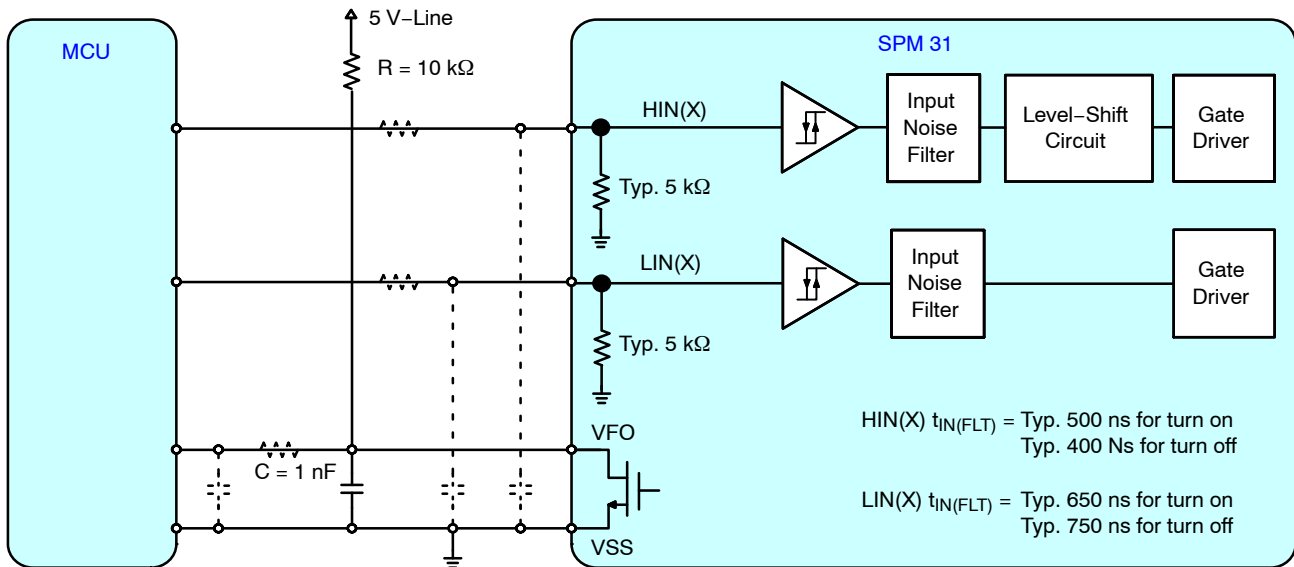 5 V−Line
MCU
SPM 31
R = 10 kΩ
HIN(X)
Input
Noise
Filter
Level−Shift
Circuit
Gate
Driver
Typ. 5 kΩ
LIN(X)
Input
Noise
Filter
Gate
Driver
Typ. 5 kΩ
HIN(X) tIN(FLT) = Typ. 500 ns for turn on
Typ. 400 Ns for turn off
VFO
C = 1 nF
LIN(X) tIN(FLT) = Typ. 650 ns for turn on
Typ. 750 ns for turn off
VSS